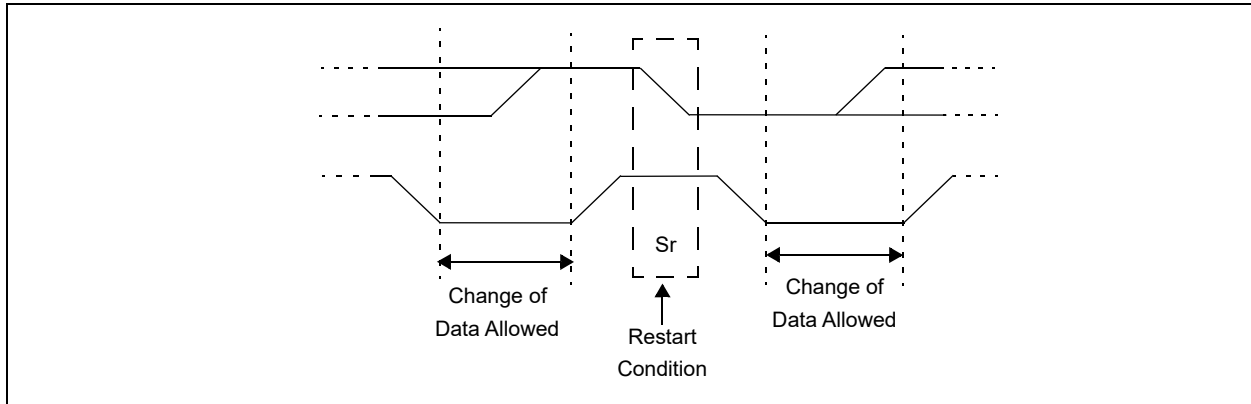 Sr
Change of
Data Allowed
Restart
Condition
Change of
Data Allowed